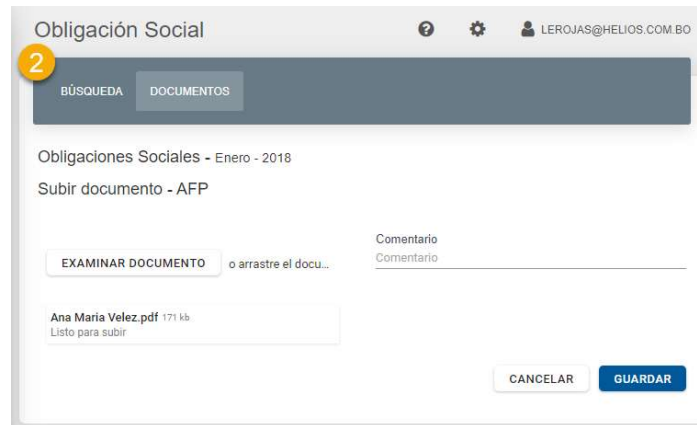 Obligación Social
LEROJAS@HELIOS.COM.BO
2
BÚSQUEDA DOCUMENTOS
Obligaciones Sociales - Enero - 2018
Subir documento - AFP
Comentario
EXAMINAR DOCUMENTO o arrastre el docu... Comentario
Ana Maria Velez.pdf 171 kb
Listo para subir
CANCELAR GUARDAR